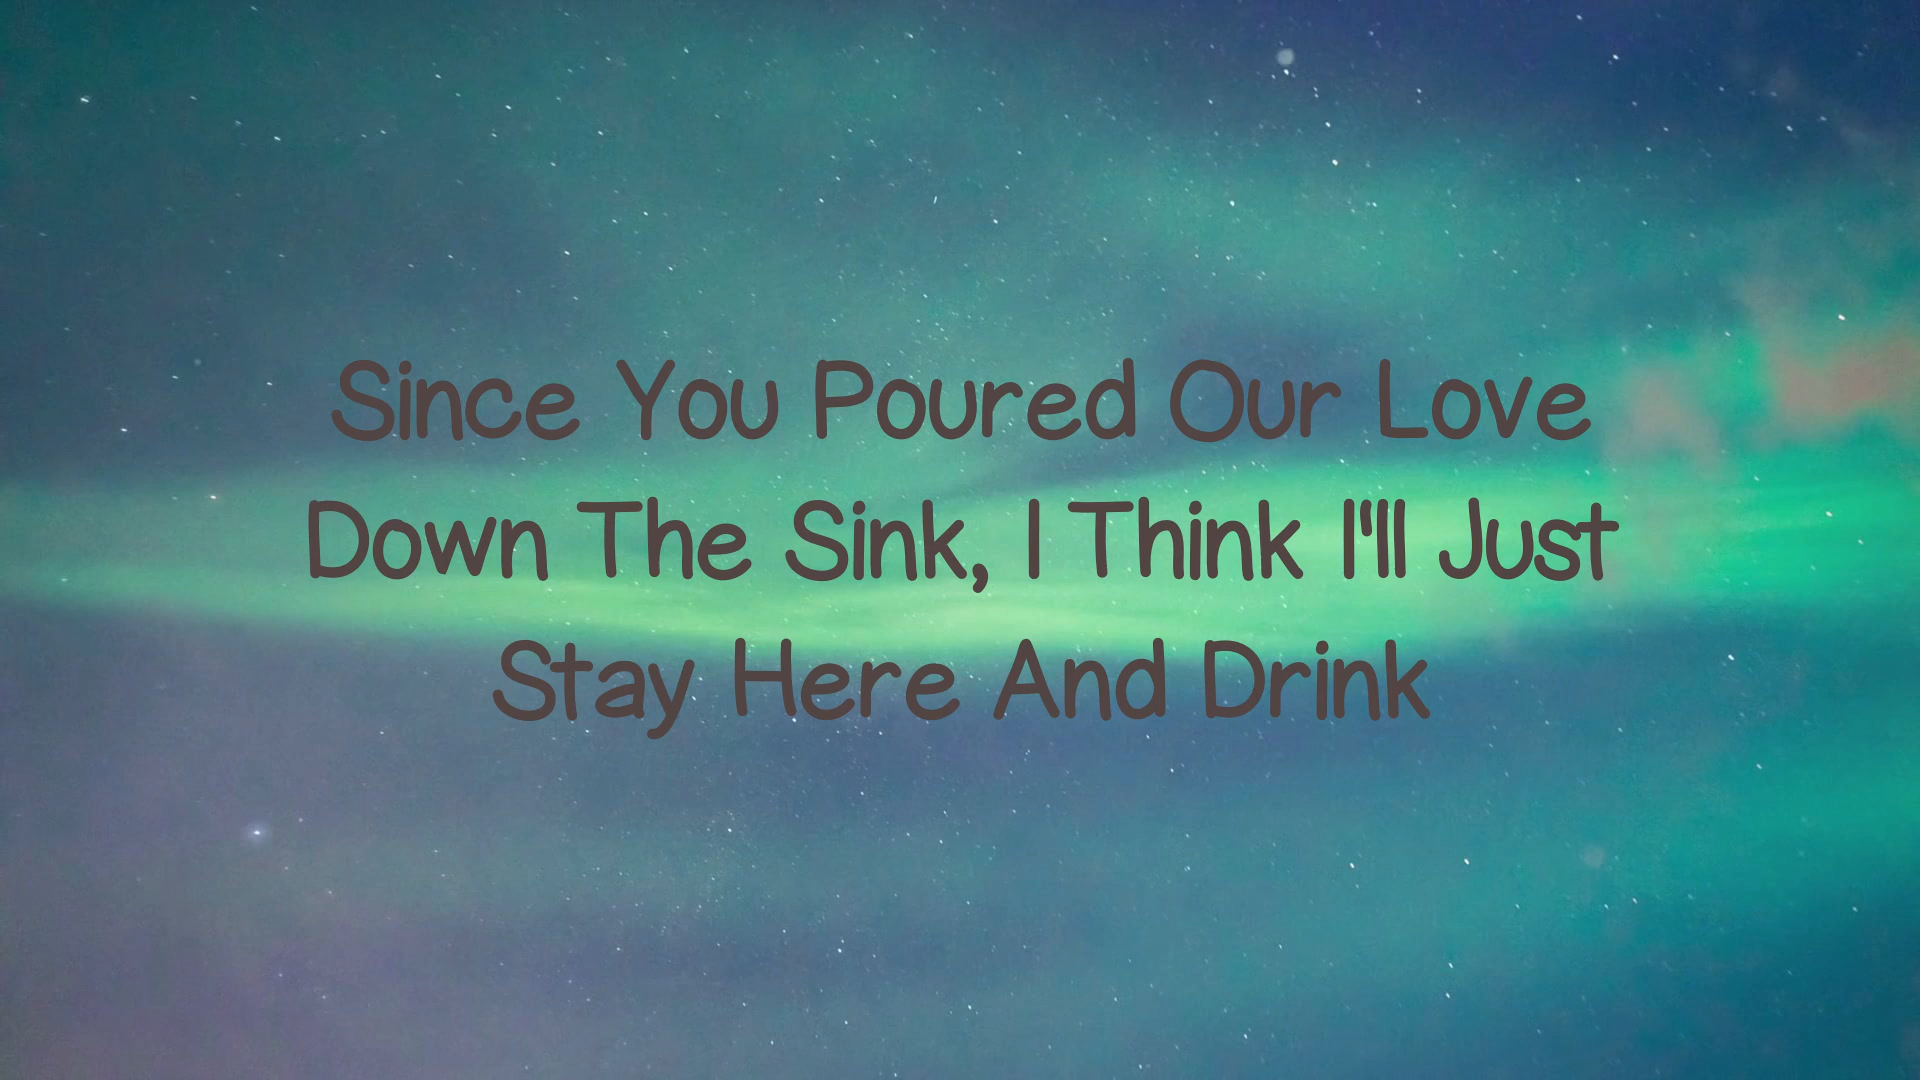 Since You Poured Our Love
Down The Sink, I Think I'll Just
Stay Here And Drink